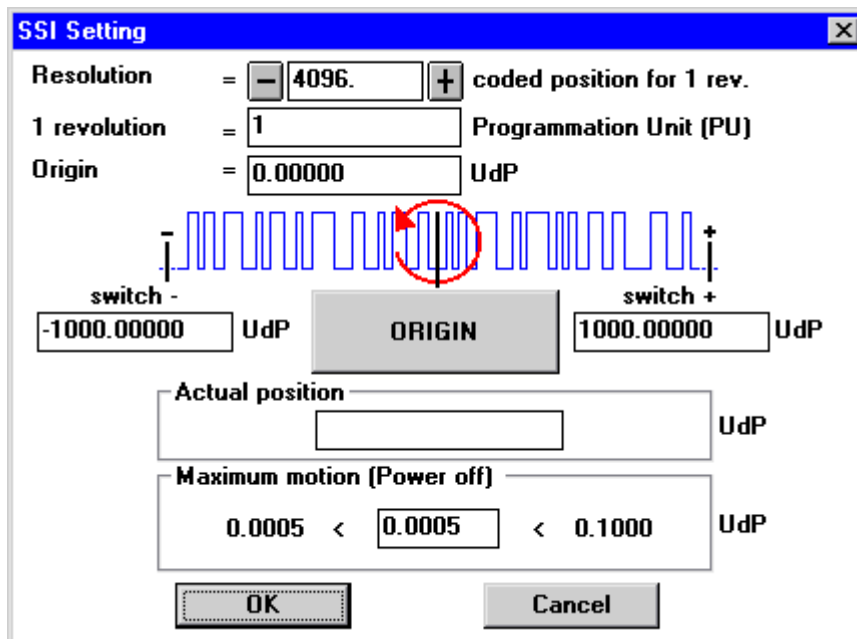 SSI Setting
Resolution = - 4096. + coded position for 1 rev.
1 revolution = 1 Programmation Unit (PU)
Origin = 0.00000 UdP
- +
switch - switch +
-1000.00000 UdP ORIGIN 1000.00000 UdP
Actual position
UdP
Maximum motion (Power off)
0.0005 < 0.0005 < 0.1000 UdP
OK Cancel